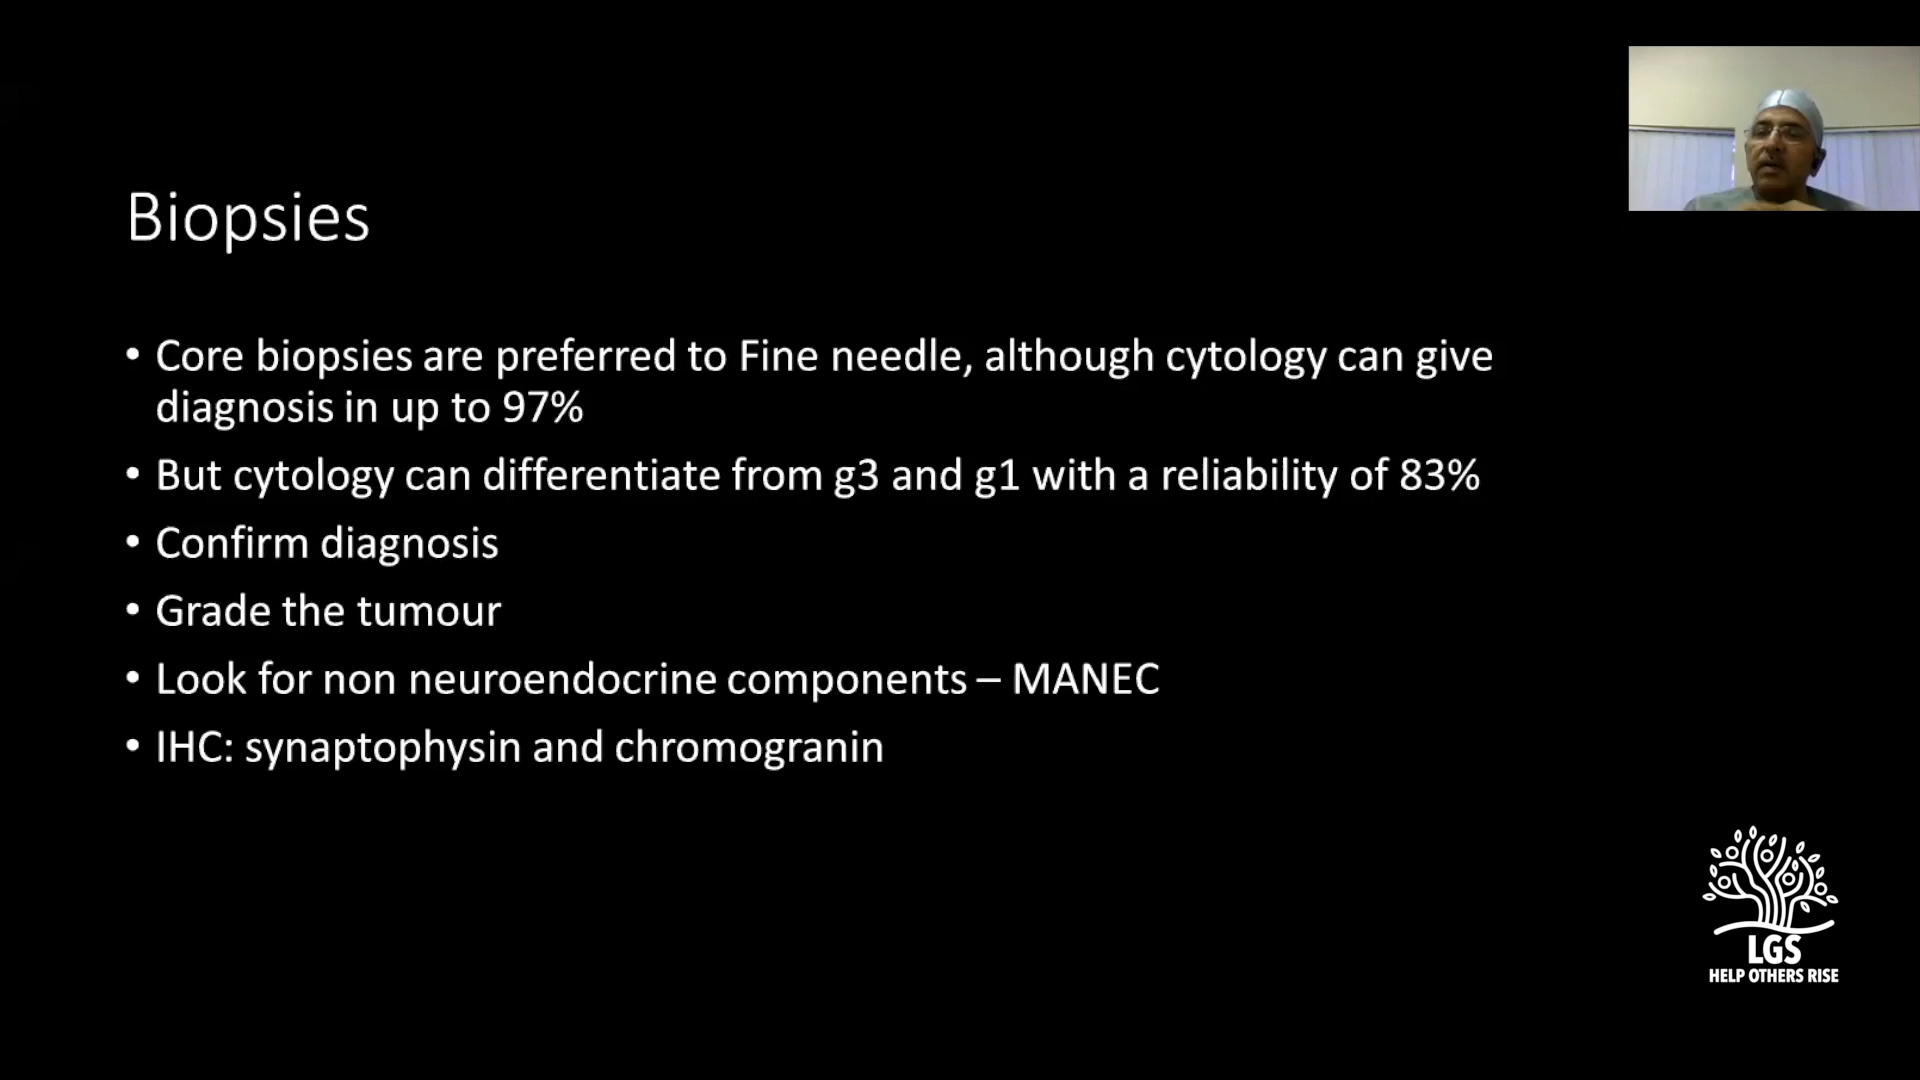 Biopsies
• Core biopsies are preferred to Fine needle, although cytology can give
diagnosis in up to 97%
• But cytology can differentiate from g3 and g1 with a reliability of 83%
• Confirm diagnosis
• Grade the tumour
• Look for non neuroendocrine components – MANEC
• IHC: synaptophysin and chromogranin
LGS
HELP OTHERS RISE